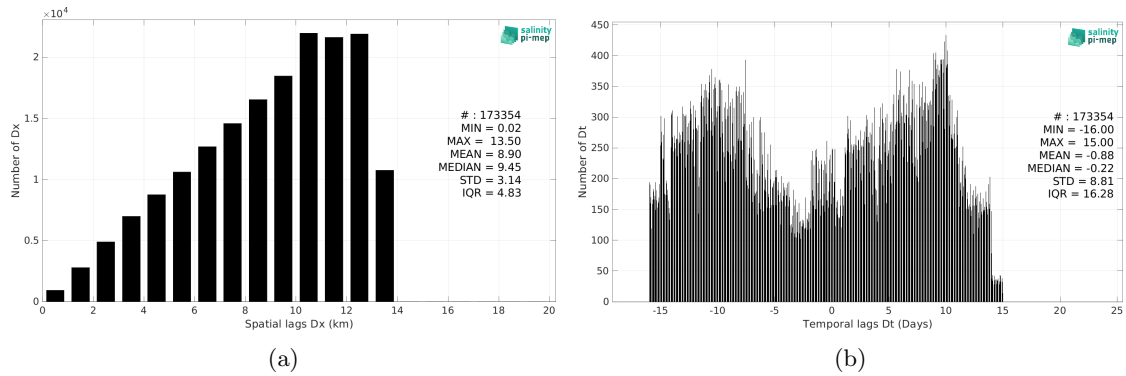 ×10⁴
2
1.5
1
0.5
0
0 2 4 6 8 10 12 14 16 18 20
Number of Dx
Spatial lags Dx (km)
salinity
pi-mep
# : 173354
MIN = 0.02
MAX = 13.50
MEAN = 8.90
MEDIAN = 9.45
STD = 3.14
IQR = 4.83
(a)
450
400
350
300
250
200
150
100
50
0
-15 -10 -5 0 5 10 15 20 25
Number of Dt
Temporal lags Dt (Days)
salinity
pi-mep
# : 173354
MIN = -16.00
MAX = 15.00
MEAN = -0.88
MEDIAN = -0.22
STD = 8.81
IQR = 16.28
(b)